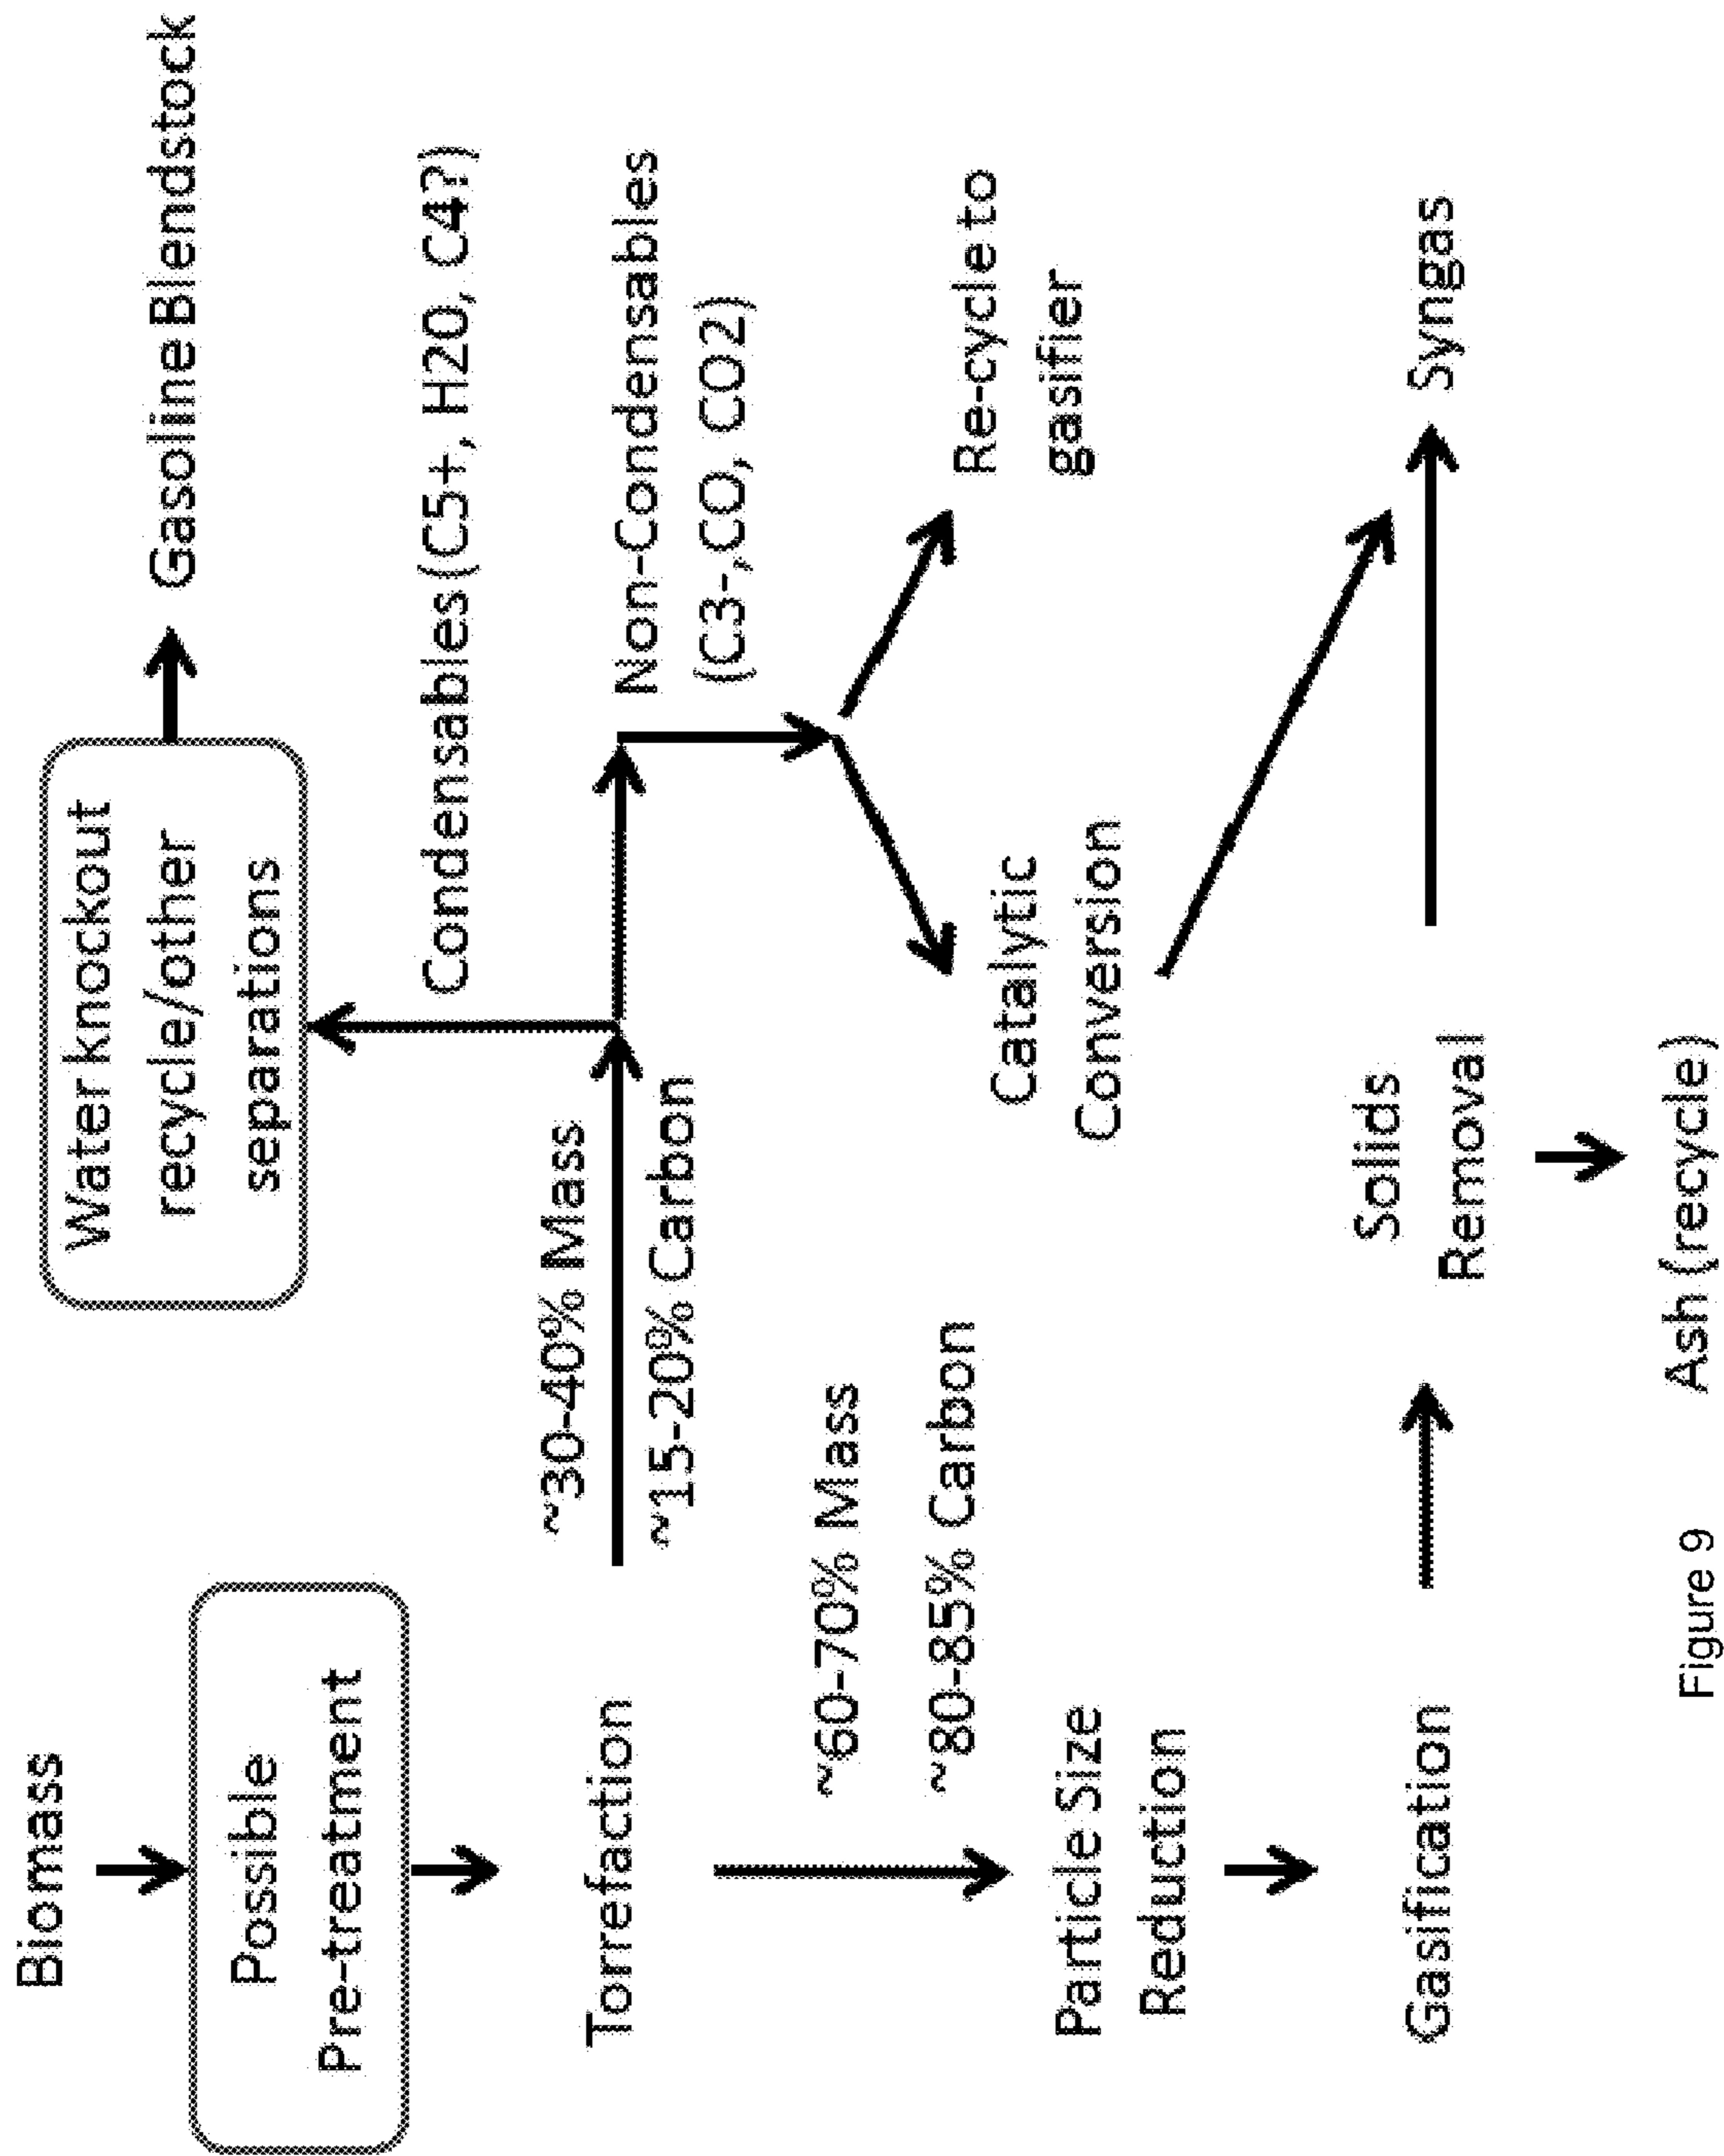 Biomass
Possible
Pre-treatment
Torrefaction
~60-70% Mass
~80-85% Carbon
Particle Size
Reduction
Gasification
~30-40% Mass
~15-20% Carbon
Water knockout
recycle/other
separations
Gasoline Blendstock
Condensables (C5+, H20, C4?)
Non-Condensables
(C3-,CO, CO2)
Re-cycle to
gasifier
Catalytic
Conversion
Solids
Removal
Syngas
Ash (recycle)
Figure 9